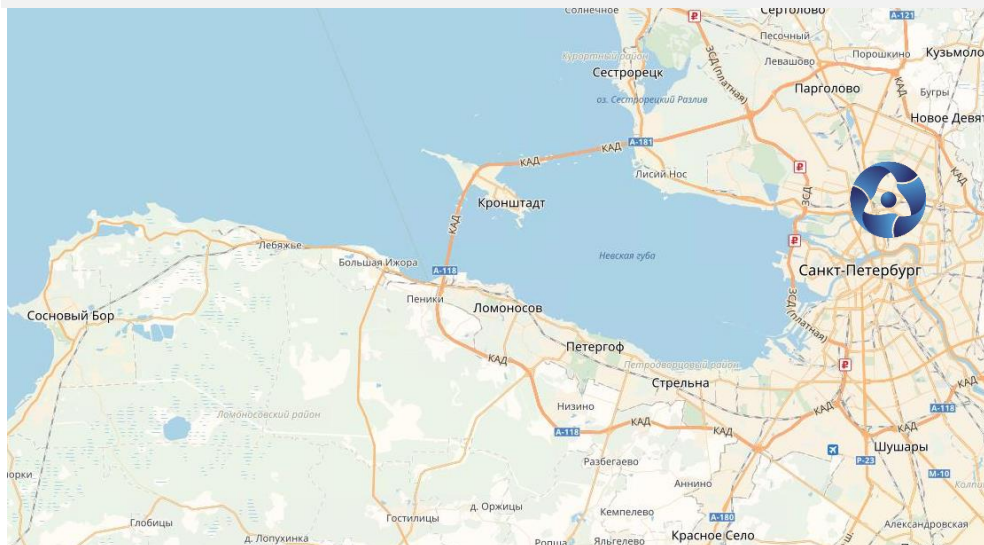 Солнечное
А-121
Сертолово
Песочный
Порошкино
Кузьмоло
Левашово
Курортный район
ЗСД (платная)
КАД
Сестрорецк
Парголово
Бугры
оз. Сестрорецкий Разлив
Новое Девят
А-181
КАД
КАД
КАД
Лисий Нос
ЗСД
Кронштадт
КАД
Лебяжье
Большая Ижора
А-118
Невская губа
Санкт-Петербург
Пеники
Ломоносов
ЗСД (платная)
Сосновый Бор
Петергоф
КАД
Петродворцовый район
Стрельна
Ломоносовский район
Низино
КАД
КАД
А-118
КАД
А-118
Разбегаево
Шушары
Р-23
М-10
Аннино
д. Оржицы
Кемпелево
А-180
Глобицы
Гостилицы
Александровская
д. Лопухинка
Ропша
Яльгелево
Красное Село